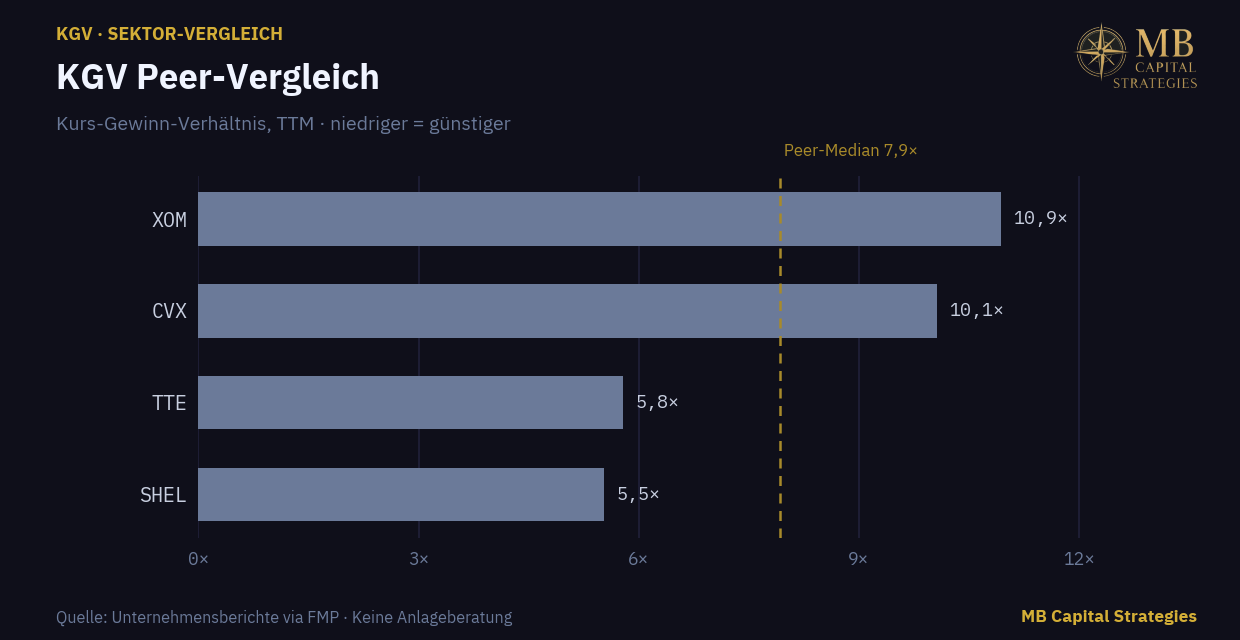 KGV · SEKTOR-VERGLEICH
KGV Peer-Vergleich
Kurs-Gewinn-Verhältnis, TTM · niedriger = günstiger
MB
CAPITAL
STRATEGIES
Peer-Median 7,9×
XOM 10,9×
CVX 10,1×
TTE 5,8×
SHEL 5,5×
0× 3× 6× 9× 12×
Quelle: Unternehmensberichte via FMP · Keine Anlageberatung
MB Capital Strategies